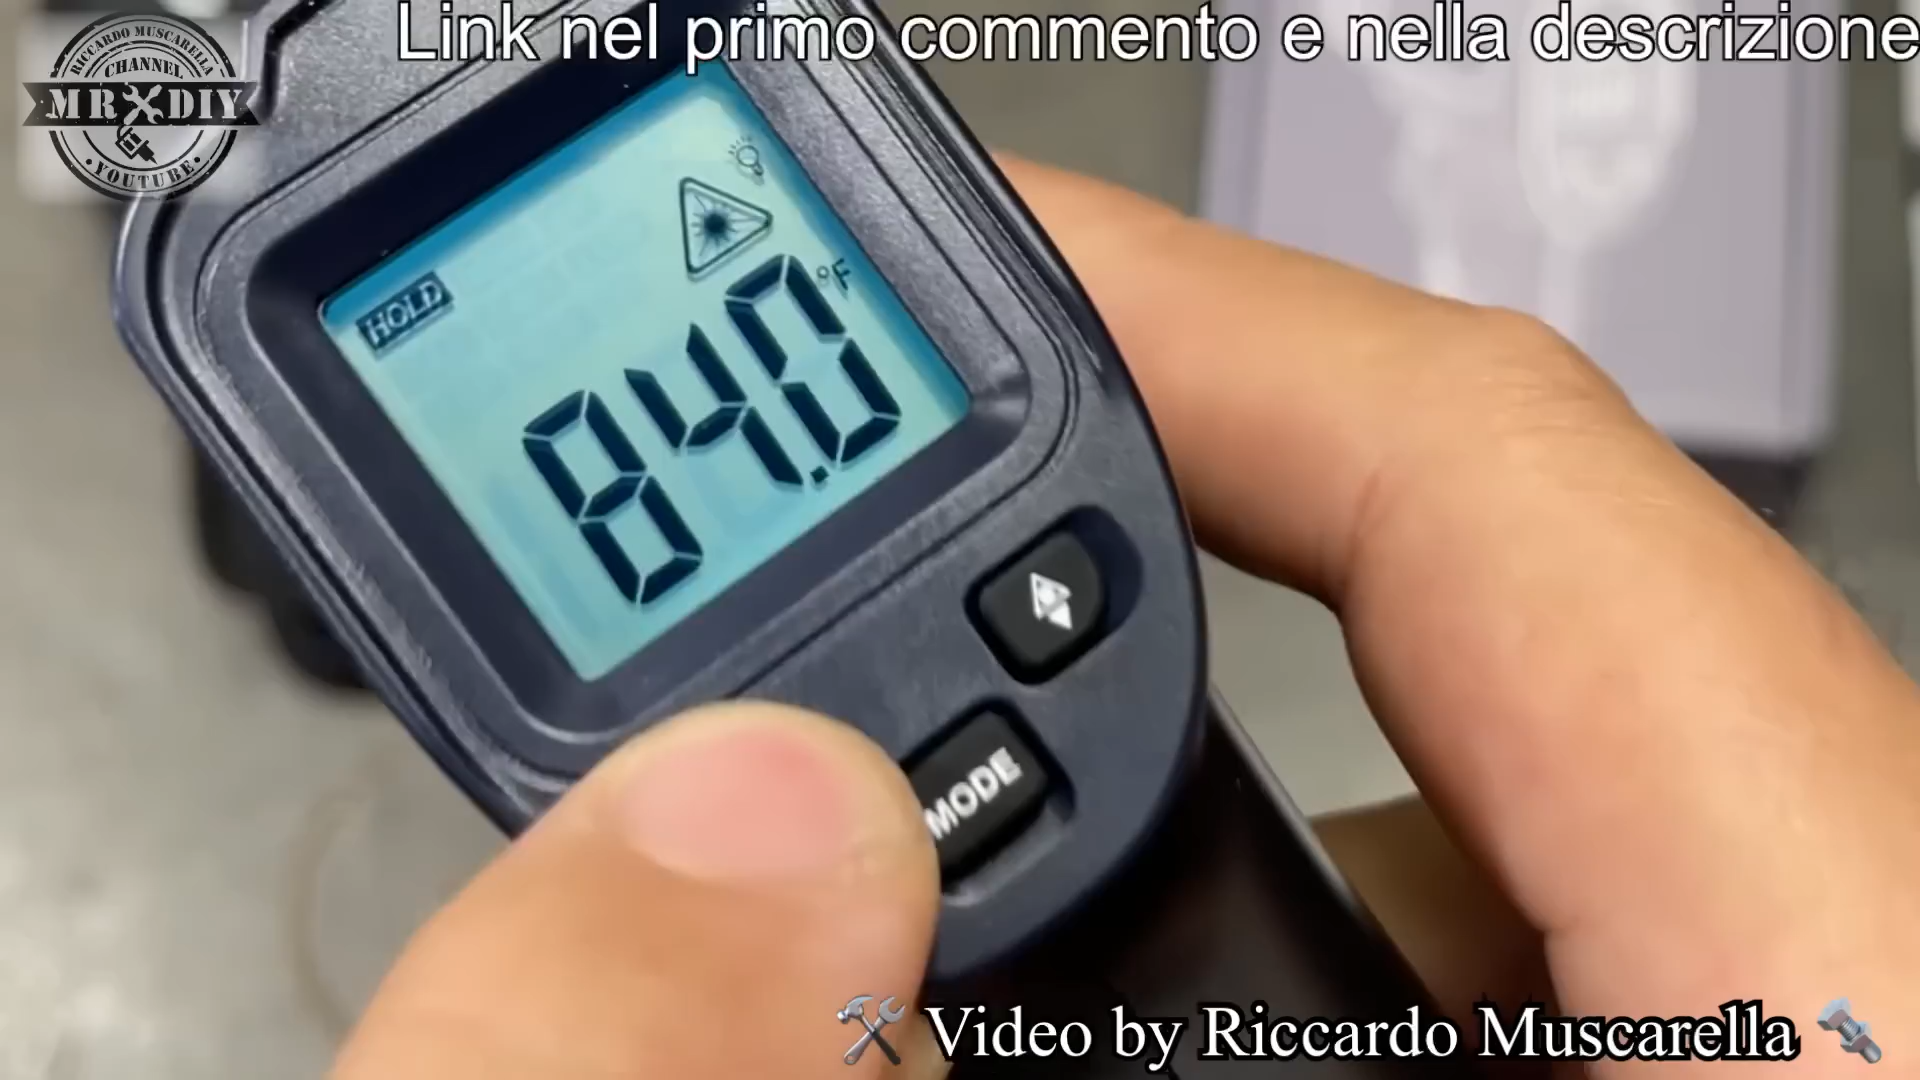 Link nel primo commento e nella descrizione
RICCARDO MUSCARELLA
CHANNEL
MR DIY
YOUTUBE
HOLD
°F
84.0
MODE
Video by Riccardo Muscarella